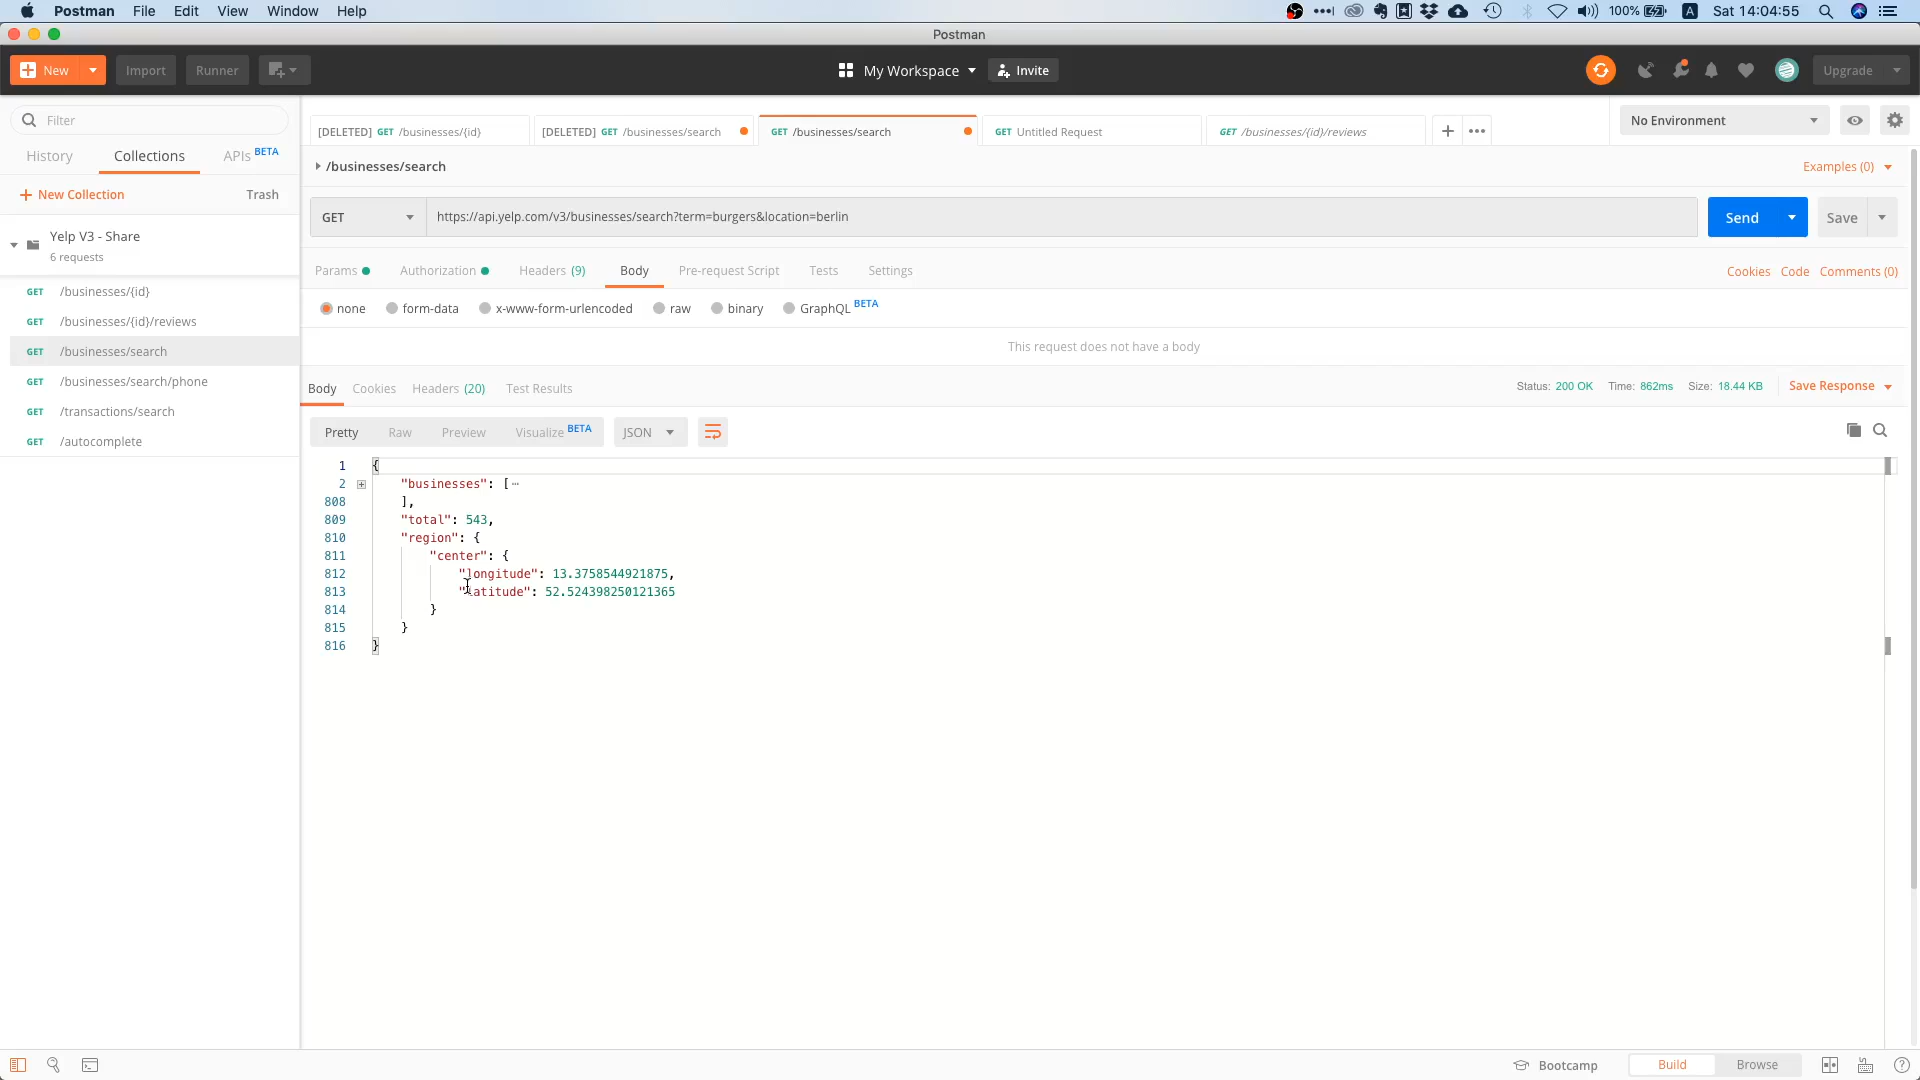 Postman File Edit View Window Help 100% A Sat 14:04:55
Postman
New Import Runner My Workspace Invite Upgrade
Filter
History Collections APIs BETA
New Collection Trash
Yelp V3 - Share
6 requests
GET /businesses/{id}
GET /businesses/{id}/reviews
GET /businesses/search
GET /businesses/search/phone
GET /transactions/search
GET /autocomplete
[DELETED] GET /businesses/{id} [DELETED] GET /businesses/search GET /businesses/search GET Untitled Request GET /businesses/{id}/reviews
No Environment
/businesses/search Examples (0)
GET https://api.yelp.com/v3/businesses/search?term=burgers&location=berlin Send Save
Params Authorization Headers (9) Body Pre-request Script Tests Settings Cookies Code Comments (0)
none form-data x-www-form-urlencoded raw binary GraphQL BETA
This request does not have a body
Body Cookies Headers (20) Test Results Status: 200 OK Time: 862ms Size: 18.44 KB Save Response
Pretty Raw Preview Visualize BETA JSON
1 {
2 "businesses": [
808 ],
809 "total": 543,
810 "region": {
811 "center": {
812 "longitude": 13.3758544921875,
813 "latitude": 52.524398250121365
814 }
815 }
816 }
Bootcamp Build Browse